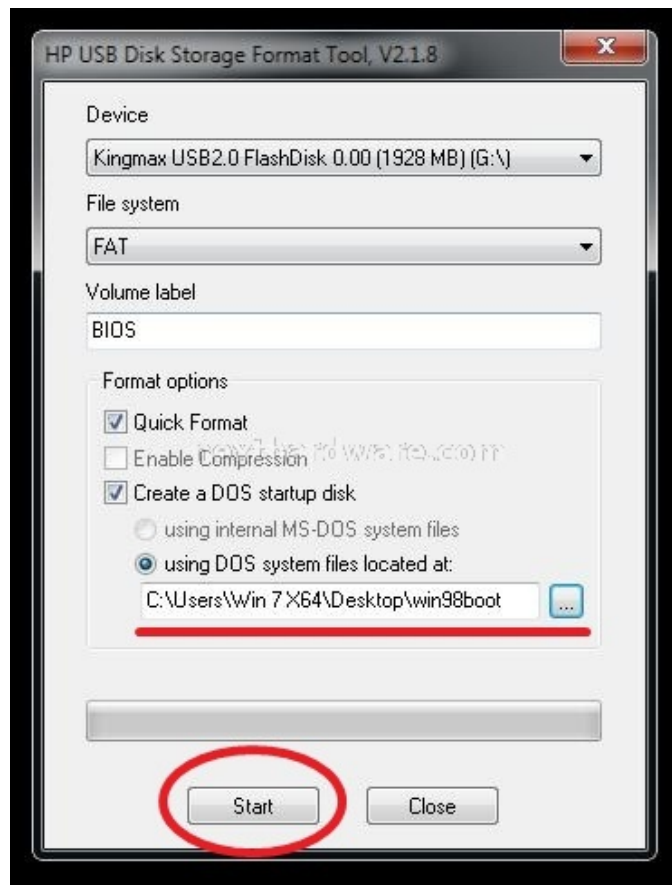 HP USB Disk Storage Format Tool, V2.1.8
Device
Kingmax USB2.0 FlashDisk 0.00 (1928 MB) (G:\)
File system
FAT
Volume label
BIOS
Format options
Quick Format
Enable Compression
Create a DOS startup disk
using internal MS-DOS system files
using DOS system files located at:
C:\Users\Win 7 X64\Desktop\win98boot
...
Start
Close